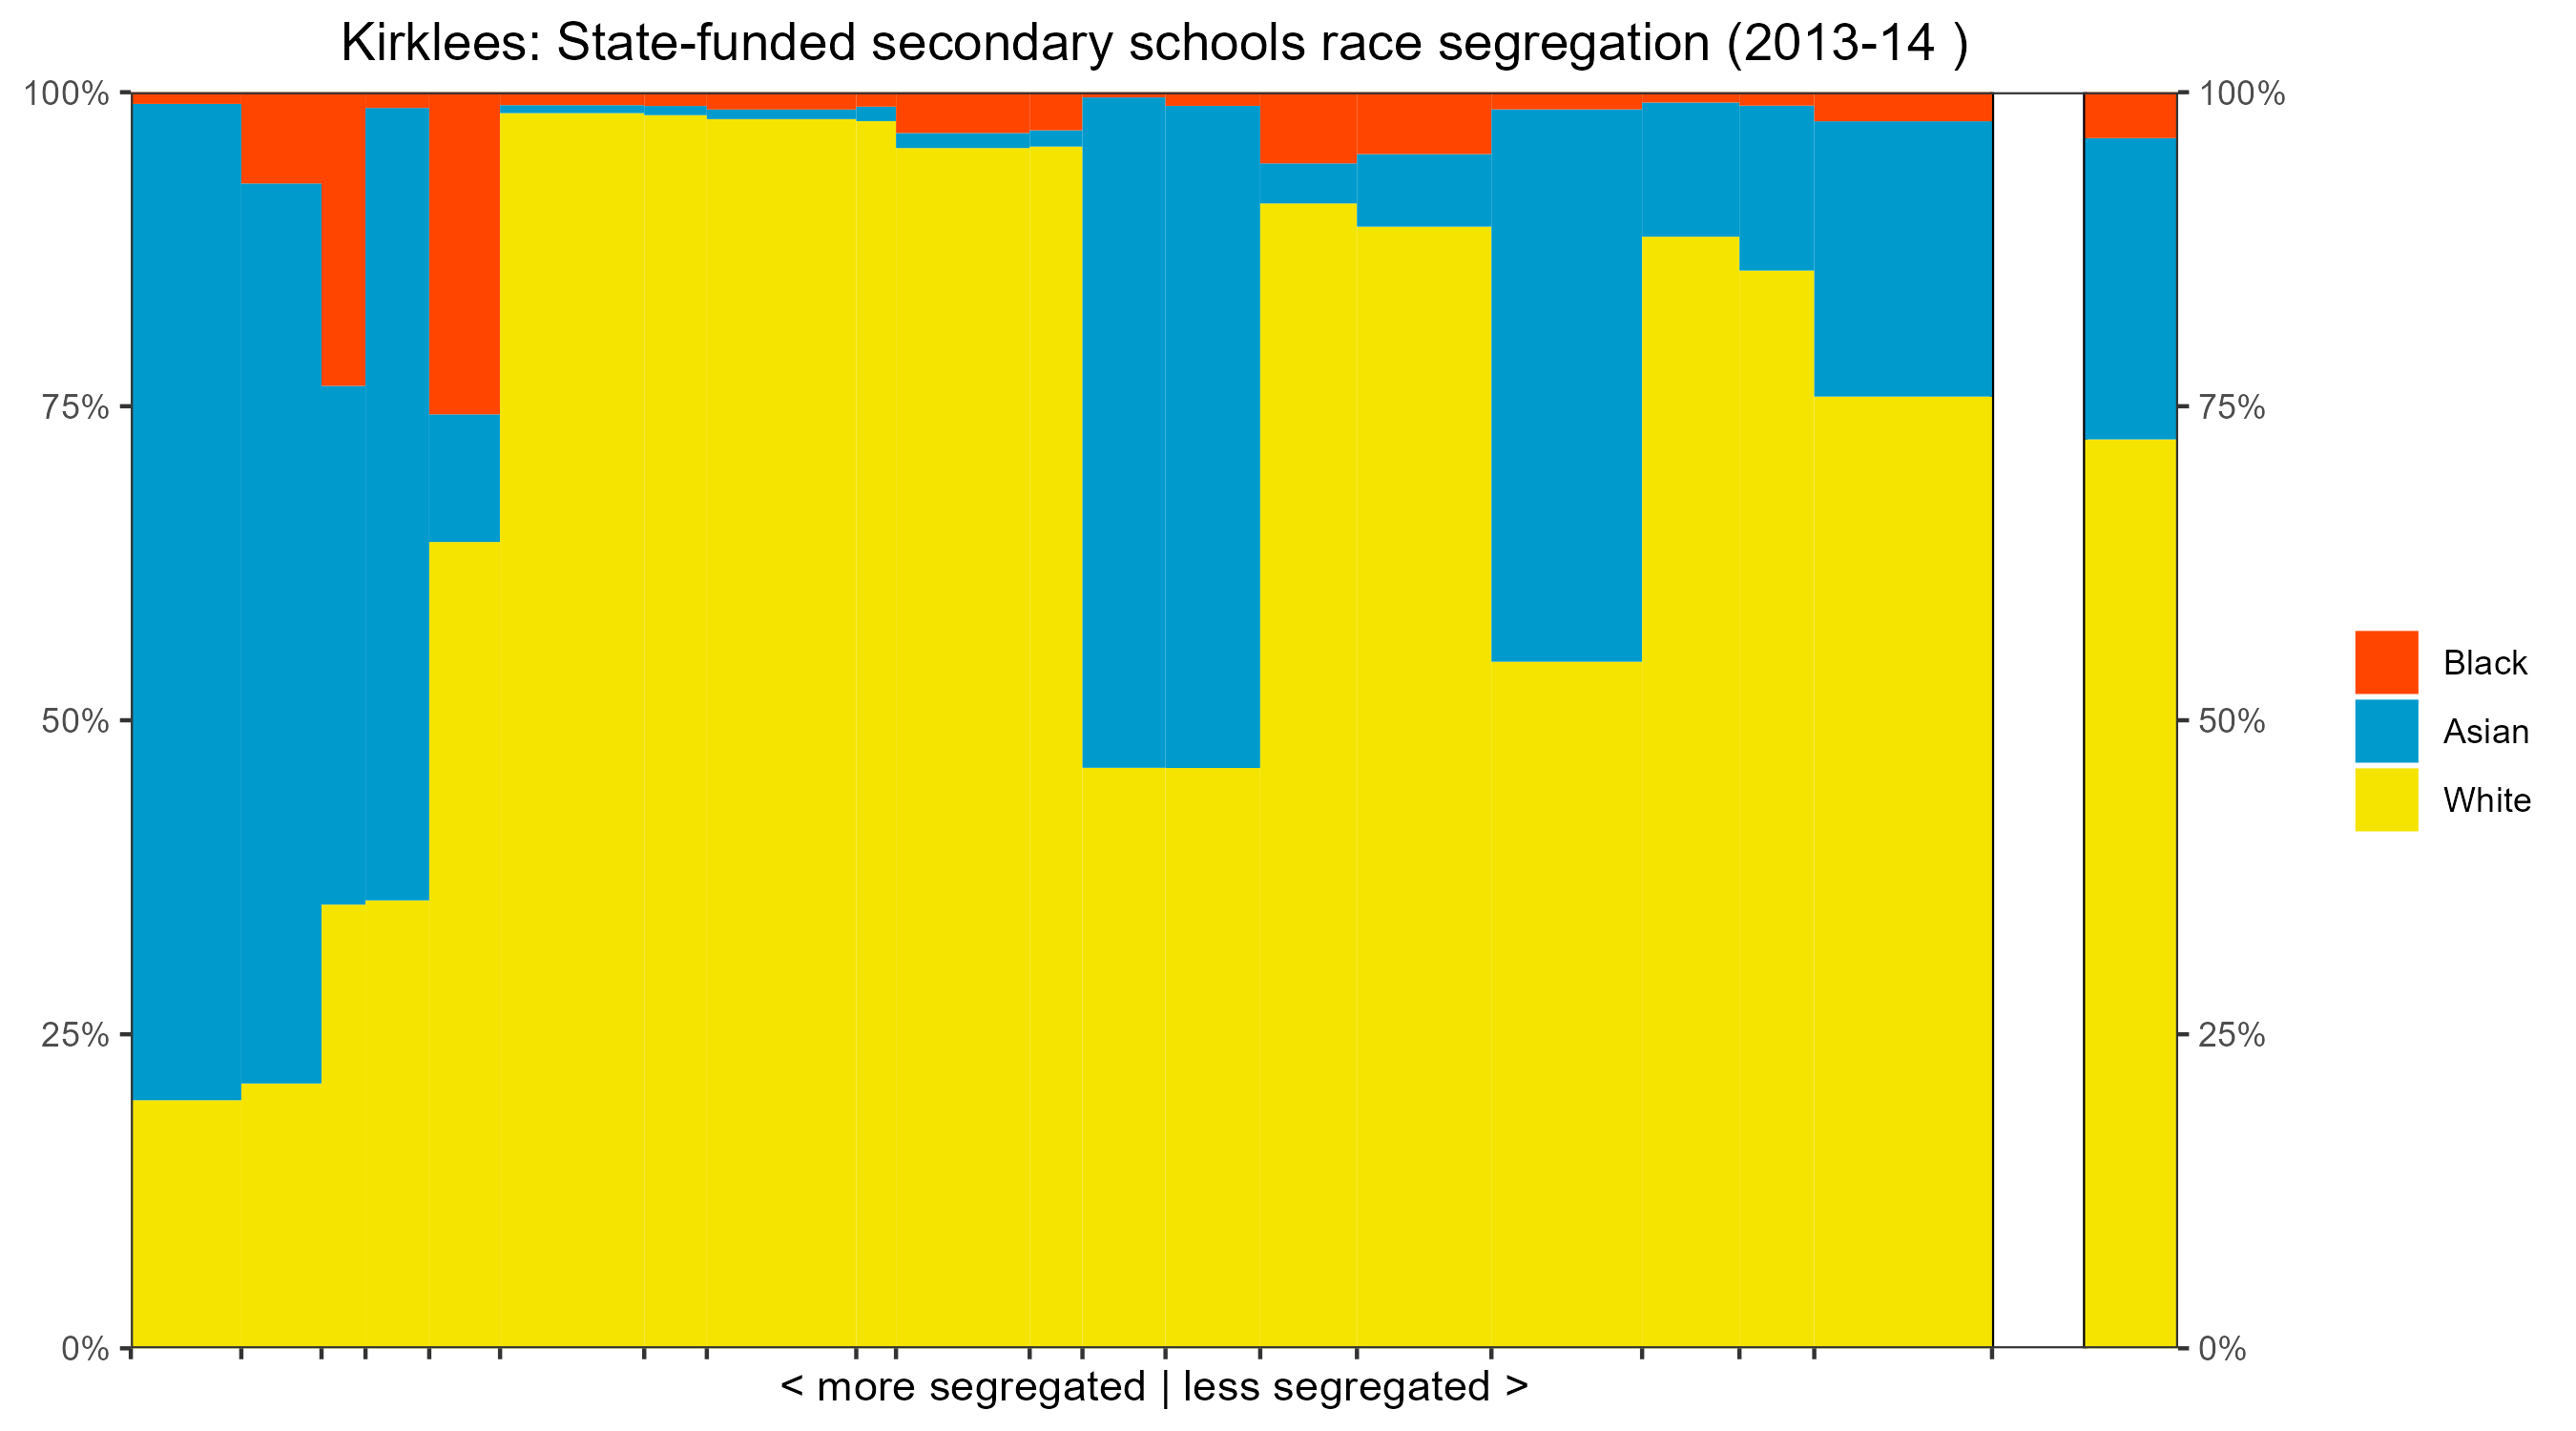 Kirklees: State-funded secondary schools race segregation (2013-14 )
100%
75%
50%
25%
0%
100%
75%
50%
25%
0%
Black
Asian
White
< more segregated | less segregated >